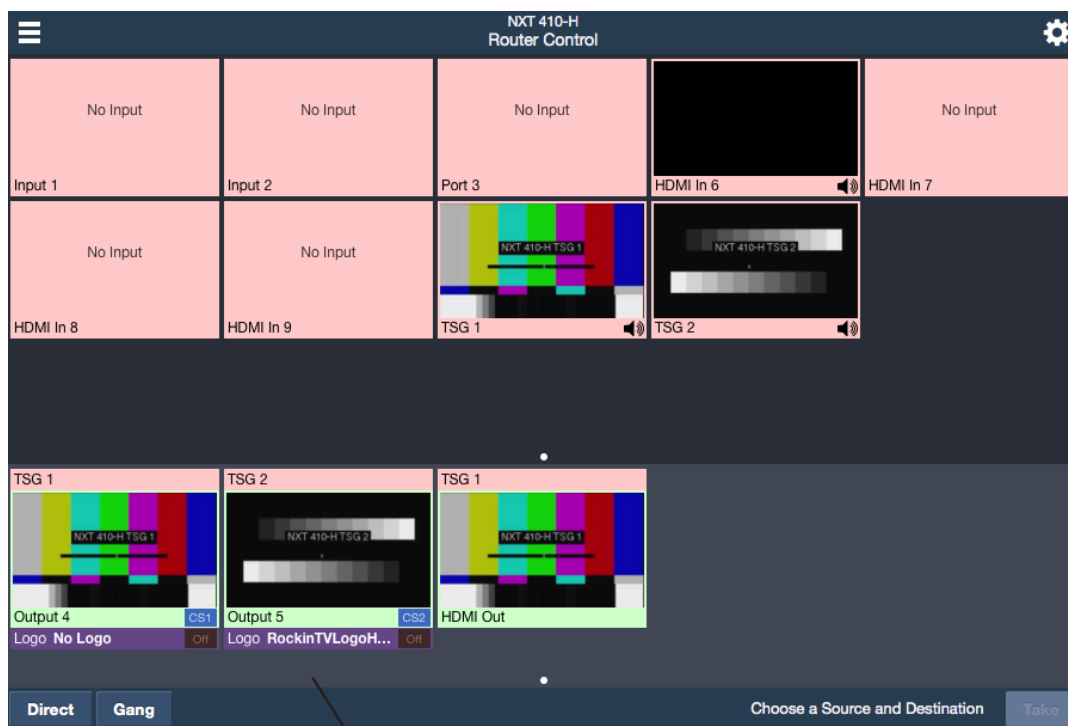 NXT 410-H
Router Control
No Input
No Input
No Input
No Input
Input 1
Input 2
Port 3
HDMI In 6
HDMI In 7
No Input
No Input
NXT 410-H TSG 1
NXT 410-H TSG 2
HDMI In 8
HDMI In 9
TSG 1
TSG 2
TSG 1
TSG 2
TSG 1
NXT 410-H TSG 1
NXT 410-H TSG 2
NXT 410-H TSG 1
Output 4
CS1
Output 5
CS2
HDMI Out
Logo No Logo
Off
Logo RockinTVLogoH...
Off
Direct
Gang
Choose a Source and Destination
Take